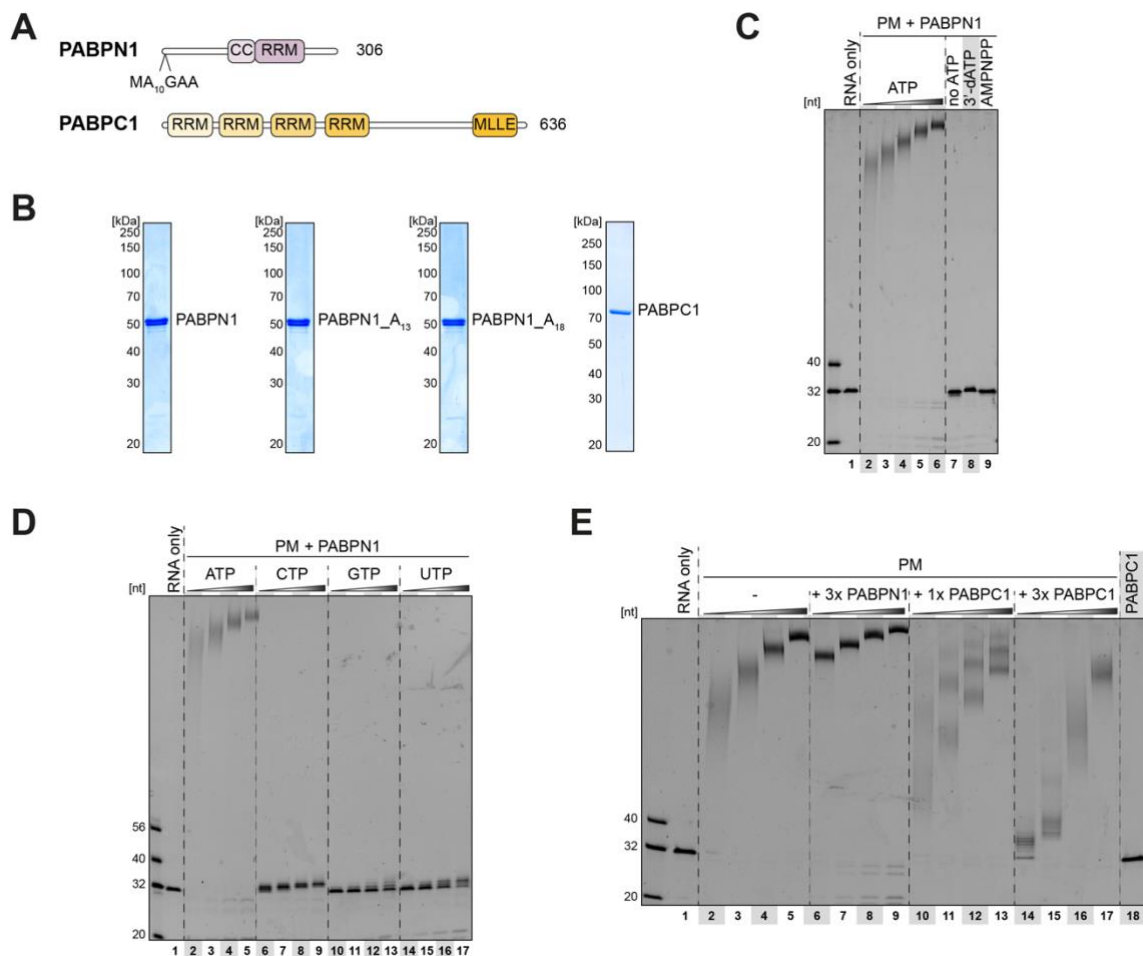 A
PABPN1 CC RRM 306
MA10GAA
PABPC1 RRM RRM RRM RRM MLLE 636
B
[kDa] [kDa] [kDa] [kDa]
250 250 250 250
150 150 150 150
100 100 100 100
70 70 70 70
50 50 50 50
40 40 40 40
30 30 30 30
20 20 20 20
PABPN1 PABPN1_A13 PABPN1_A18 PABPC1
C
PM + PABPN1
RNA only ATP no ATP 3'-dATP AMPNPP
[nt]
40
32
20
1 2 3 4 5 6 7 8 9
D
PM + PABPN1
RNA only ATP CTP GTP UTP
[nt]
56
40
32
20
1 2 3 4 5 6 7 8 9 10 11 12 13 14 15 16 17
E
RNA only PM PABPC1
- + 3x PABPN1 + 1x PABPC1 + 3x PABPC1
[nt]
40
32
20
1 2 3 4 5 6 7 8 9 10 11 12 13 14 15 16 17 18